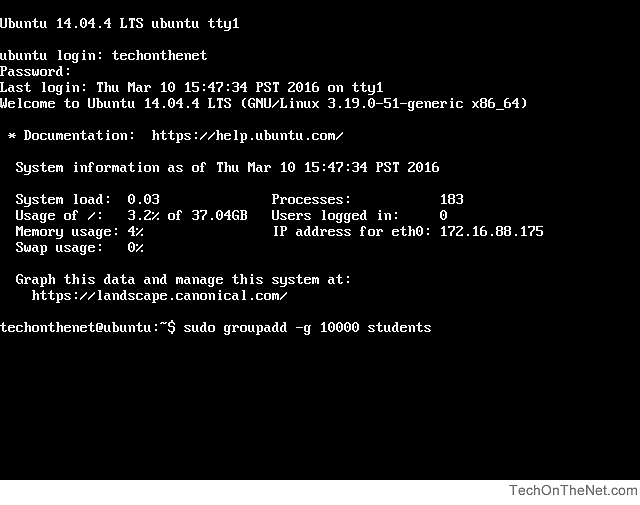 Ubuntu 14.04.4 LTS ubuntu tty1
ubuntu login: techonthenet
Password:
Last login: Thu Mar 10 15:47:34 PST 2016 on tty1
Welcome to Ubuntu 14.04.4 LTS (GNU/Linux 3.19.0-51-generic x86_64)
* Documentation:  https://help.ubuntu.com/
System information as of Thu Mar 10 15:47:34 PST 2016
System load:  0.03              Processes:           183
Usage of /:   3.2% of 37.04GB   Users logged in:     0
Memory usage: 4%                IP address for eth0: 172.16.88.175
Swap usage:   0%
Graph this data and manage this system at:
https://landscape.canonical.com/
techonthenet@ubuntu:~$ sudo groupadd -g 10000 students
TechOnTheNet.com